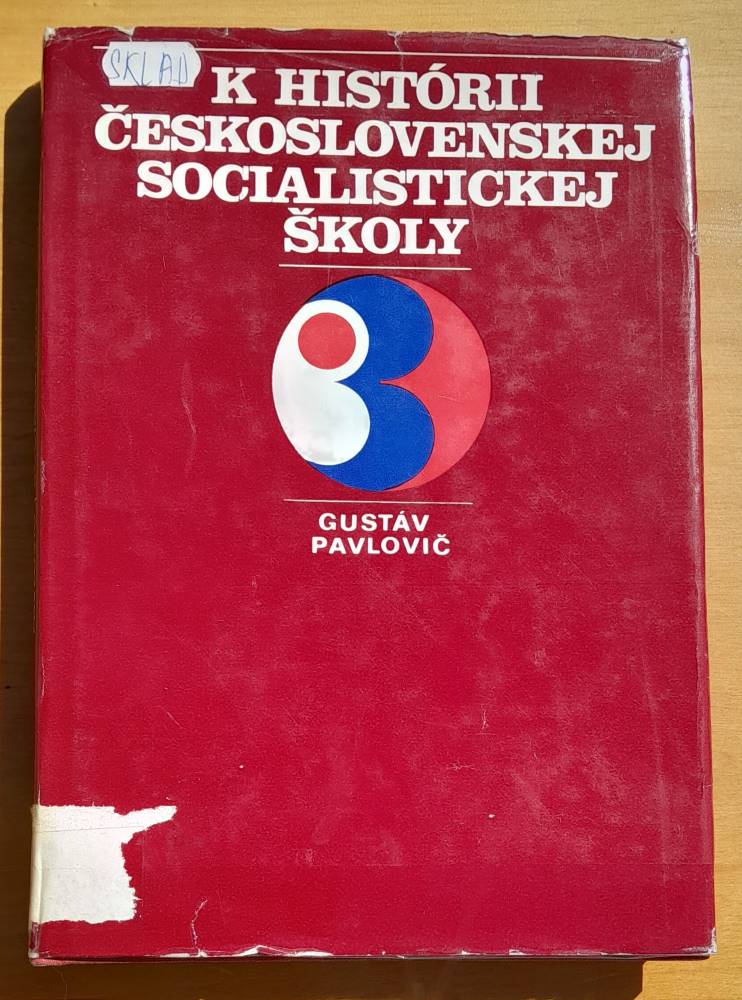 SKLAD
K HISTÓRII
ČESKOSLOVENSKEJ
SOCIALISTICKEJ
ŠKOLY
GUSTÁV
PAVLOVIČ